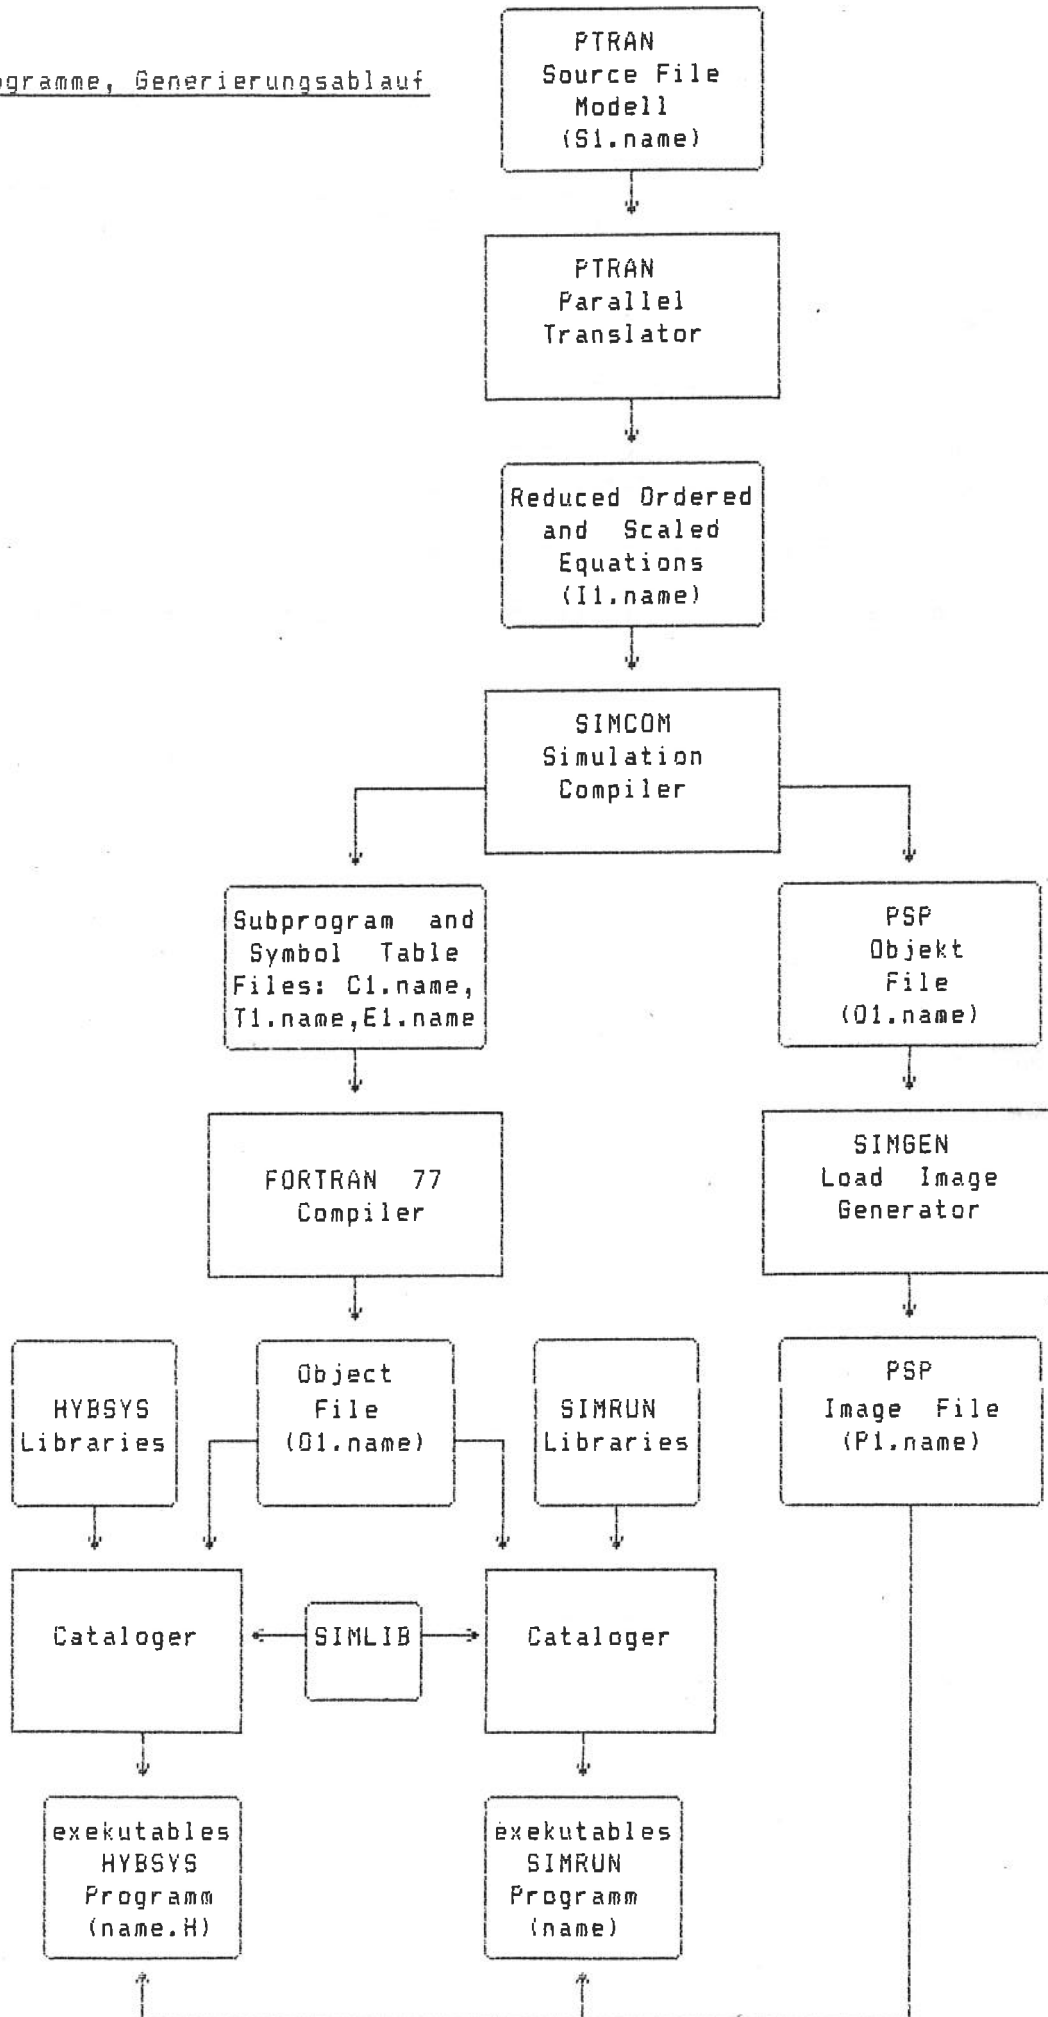 Generierungsablauf
PTRAN
Source File
Modell
(S1.name)
PTRAN
Parallel
Translator
Reduced Ordered
and Scaled
Equations
(I1.name)
SIMCOM
Simulation
Compiler
Subprogram and
Symbol Table
Files: C1.name,
T1.name,E1.name
PSP
Objekt
File
(O1.name)
FORTRAN 77
Compiler
SIMGEN
Load Image
Generator
HYBSYS
Libraries
Object
File
(O1.name)
SIMRUN
Libraries
PSP
Image File
(P1.name)
Cataloger
SIMLIB
Cataloger
exekutables
HYBSYS
Programm
(name.H)
exekutables
SIMRUN
Programm
(name)